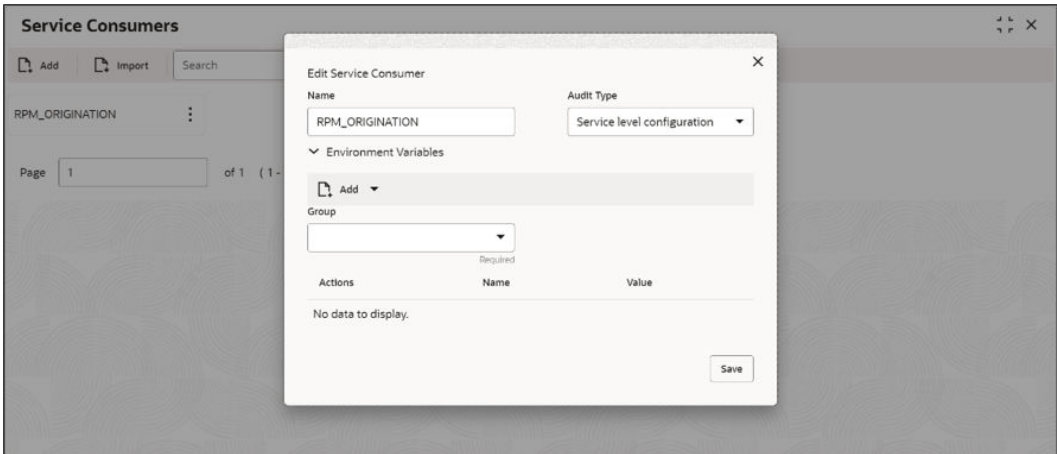 Service Consumers
Add Import Search
RPM_ORIGINATION
Page 1 of 1 ( 1 -
Edit Service Consumer
Name Audit Type
RPM_ORIGINATION Service level configuration
Environment Variables
Add
Group
Required
Actions Name Value
No data to display.
Save